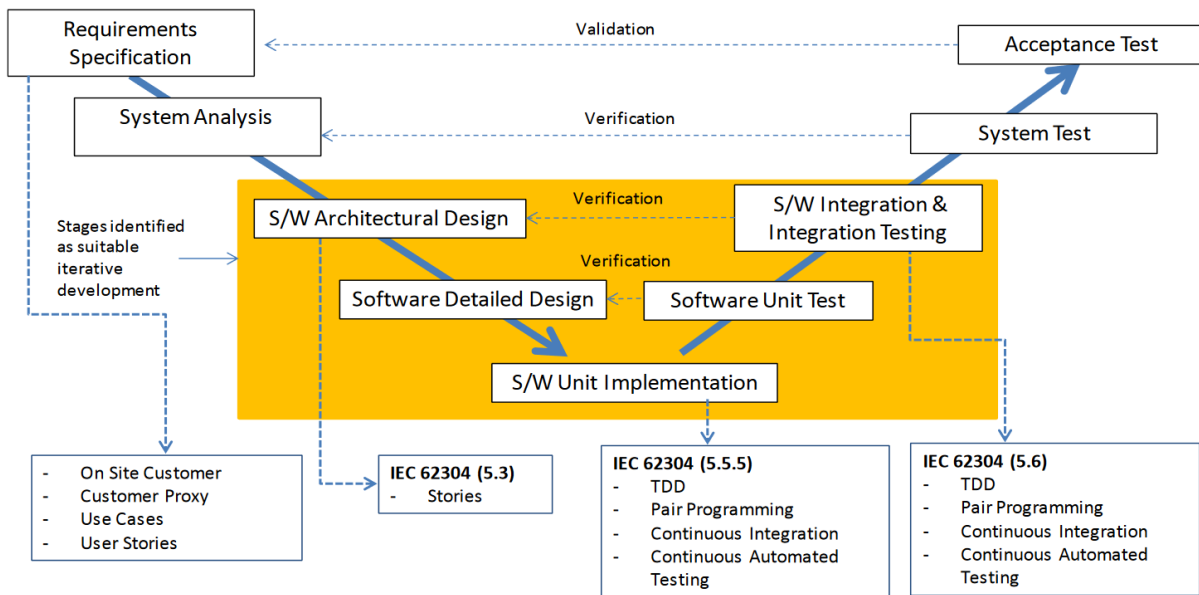 Requirements
Specification
Validation
Acceptance Test
System Analysis
Verification
System Test
Stages identified
as suitable
iterative
development
S/W Architectural Design
Verification
S/W Integration &
Integration Testing
Verification
Software Detailed Design
Software Unit Test
S/W Unit Implementation
- On Site Customer
- Customer Proxy
- Use Cases
- User Stories
IEC 62304 (5.3)
- Stories
IEC 62304 (5.5.5)
- TDD
- Pair Programming
- Continuous Integration
- Continuous Automated
Testing
IEC 62304 (5.6)
- TDD
- Pair Programming
- Continuous Integration
- Continuous Automated
Testing